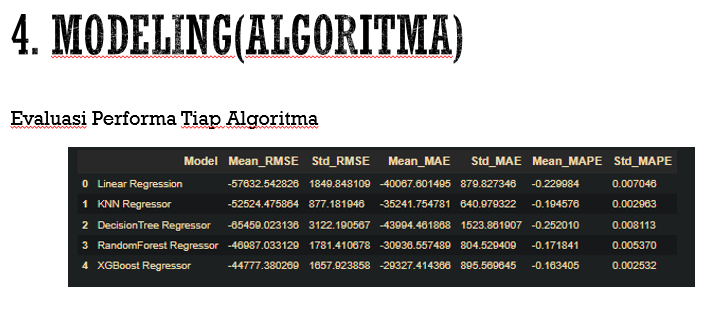 4. MODELING(ALGORITMA)
Evaluasi Performa Tiap Algoritma
Model Mean_RMSE Std_RMSE Mean_MAE Std_MAE Mean_MAPE Std_MAPE
0 Linear Regression -57632.542826 1849.848109 -40067.601495 879.827346 -0.229984 0.007046
1 KNN Regressor -52524.475864 877.181946 -35241.754781 640.979322 -0.194576 0.002963
2 DecisionTree Regressor -65459.023136 3122.190567 -43994.461868 1523.861907 -0.252010 0.008113
3 RandomForest Regressor -46987.033129 1781.410678 -30936.557489 804.529409 -0.171841 0.005370
4 XGBoost Regressor -44777.380269 1657.923858 -29327.414366 895.569645 -0.163405 0.002532